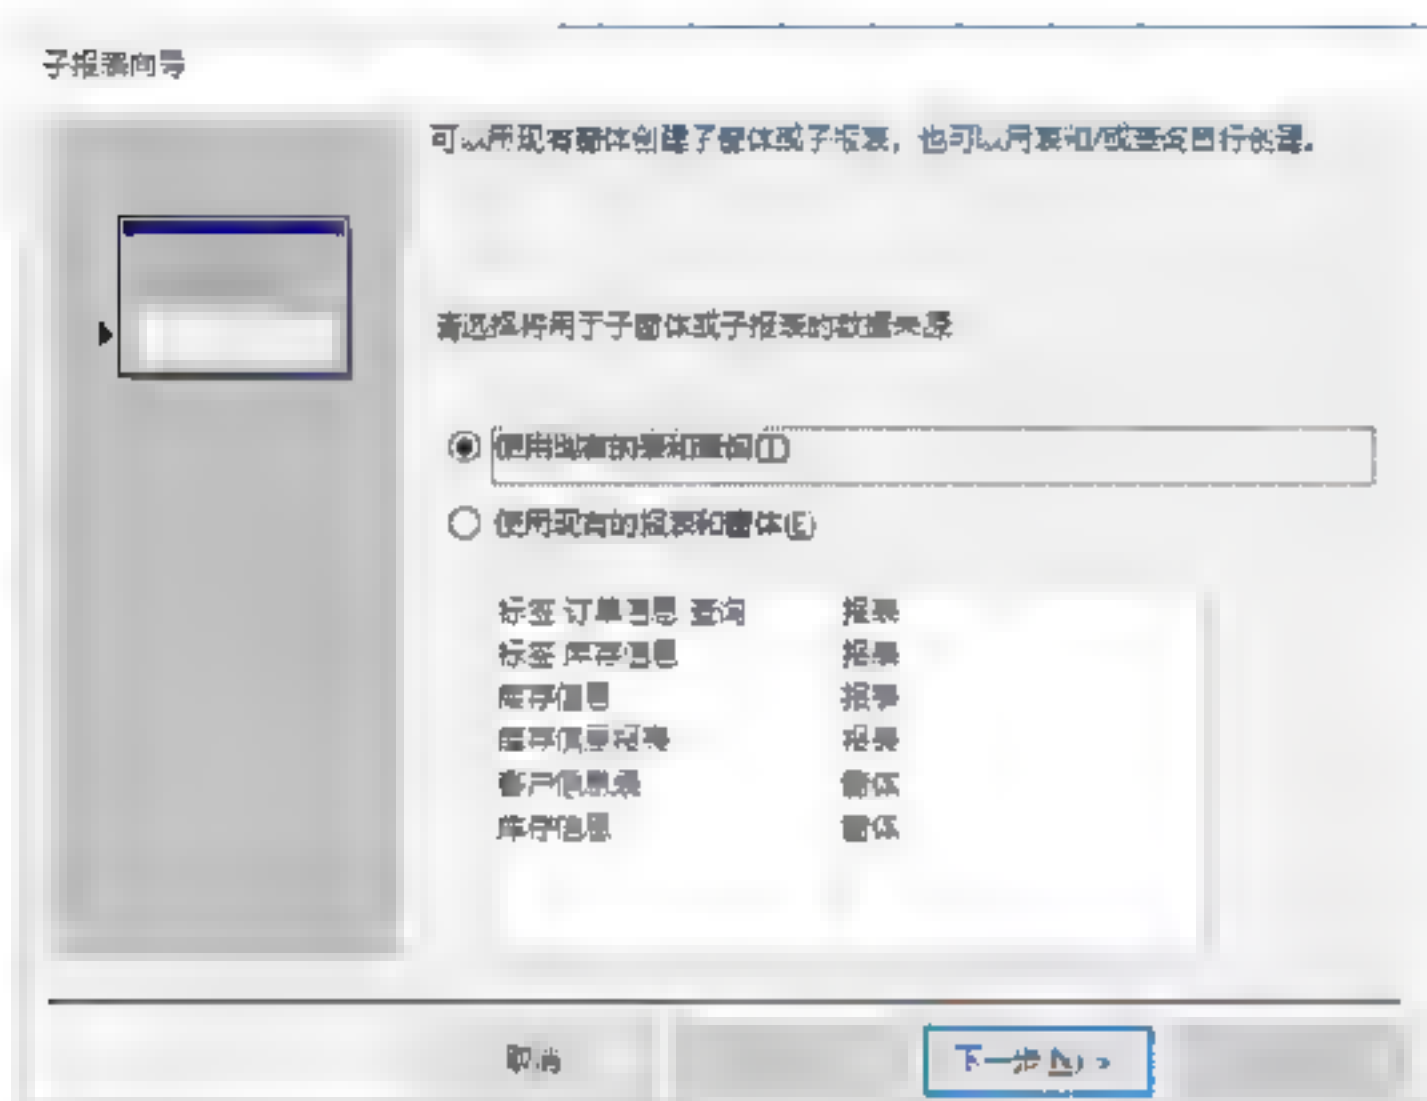 子报表向导
可以用现有窗体创建子窗体或子报表，也可以用表和/或查询自行创建。
请选择将用于子窗体或子报表的数据来源
使用现有的表和查询(T)
使用现有的报表和窗体(E)
标签 订单信息 查询 报表
标签 库存信息 报表
库存信息 报表
库存信息报表 报表
客户信息表 窗体
库存信息 窗体
取消 下一步(N) >